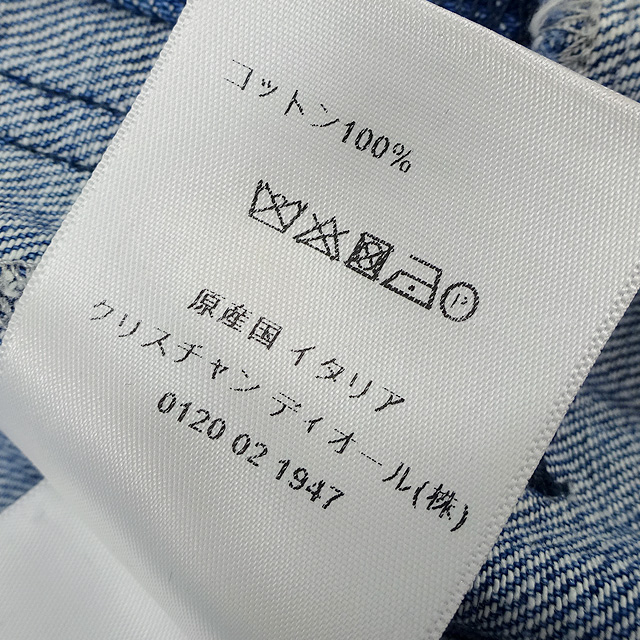 コットン100%
P
原産国 イタリア
クリスチャン ディオール(株)
0120 02 1947